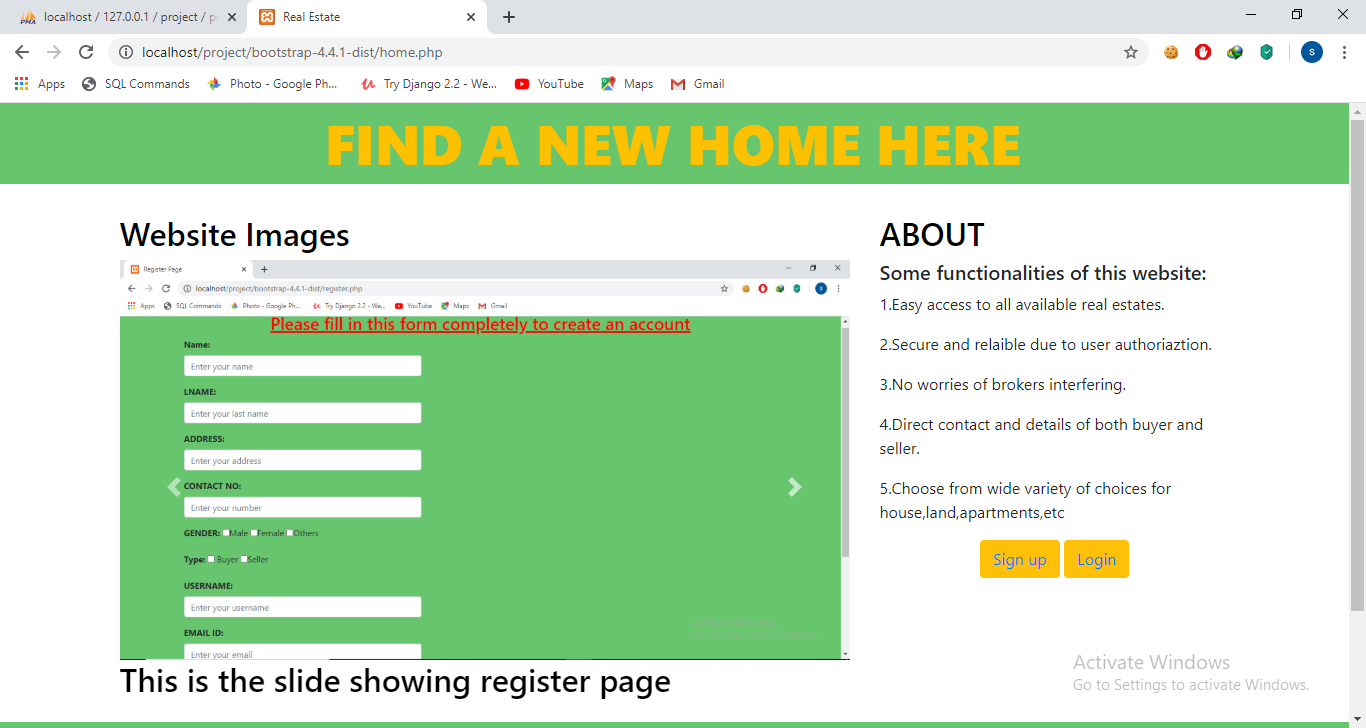 localhost / 127.0.0.1 / project / p
Real Estate
localhost/project/bootstrap-4.4.1-dist/home.php
S
Apps
SQL Commands
Photo - Google Ph...
Try Django 2.2 - We...
YouTube
Maps
Gmail
FIND A NEW HOME HERE
Website Images
Register Page
localhost/project/bootstrap-4.4.1-dist/register.php
Apps
SQL Commands
Photo - Google Ph...
Try Django 2.2 - We...
YouTube
Maps
Gmail
Please fill in this form completely to create an account
Name:
Enter your name
LNAME:
Enter your last name
ADDRESS:
Enter your address
CONTACT NO:
Enter your number
GENDER: Male Female Others
Type: Buyer Seller
USERNAME:
Enter your username
EMAIL ID:
Enter your email
This is the slide showing register page
ABOUT
Some functionalities of this website:
1.Easy access to all available real estates.
2.Secure and relaible due to user authoriaztion.
3.No worries of brokers interfering.
4.Direct contact and details of both buyer and
seller.
5.Choose from wide variety of choices for
house,land,apartments,etc
Sign up
Login
Activate Windows
Go to Settings to activate Windows.